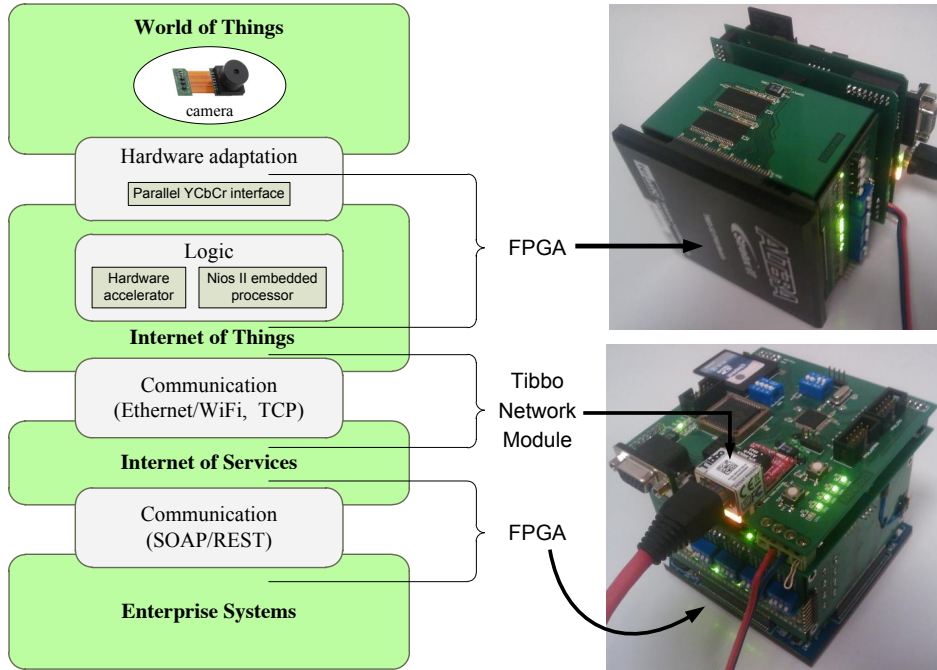 World of Things
camera
Hardware adaptation
Parallel YCbCr interface
Logic
Hardware
accelerator
Nios II embedded
processor
Internet of Things
FPGA
Communication
(Ethernet/WiFi, TCP)
Tibbo
Network
Module
Internet of Services
Communication
(SOAP/REST)
FPGA
Enterprise Systems
ALTERA
Tibbo